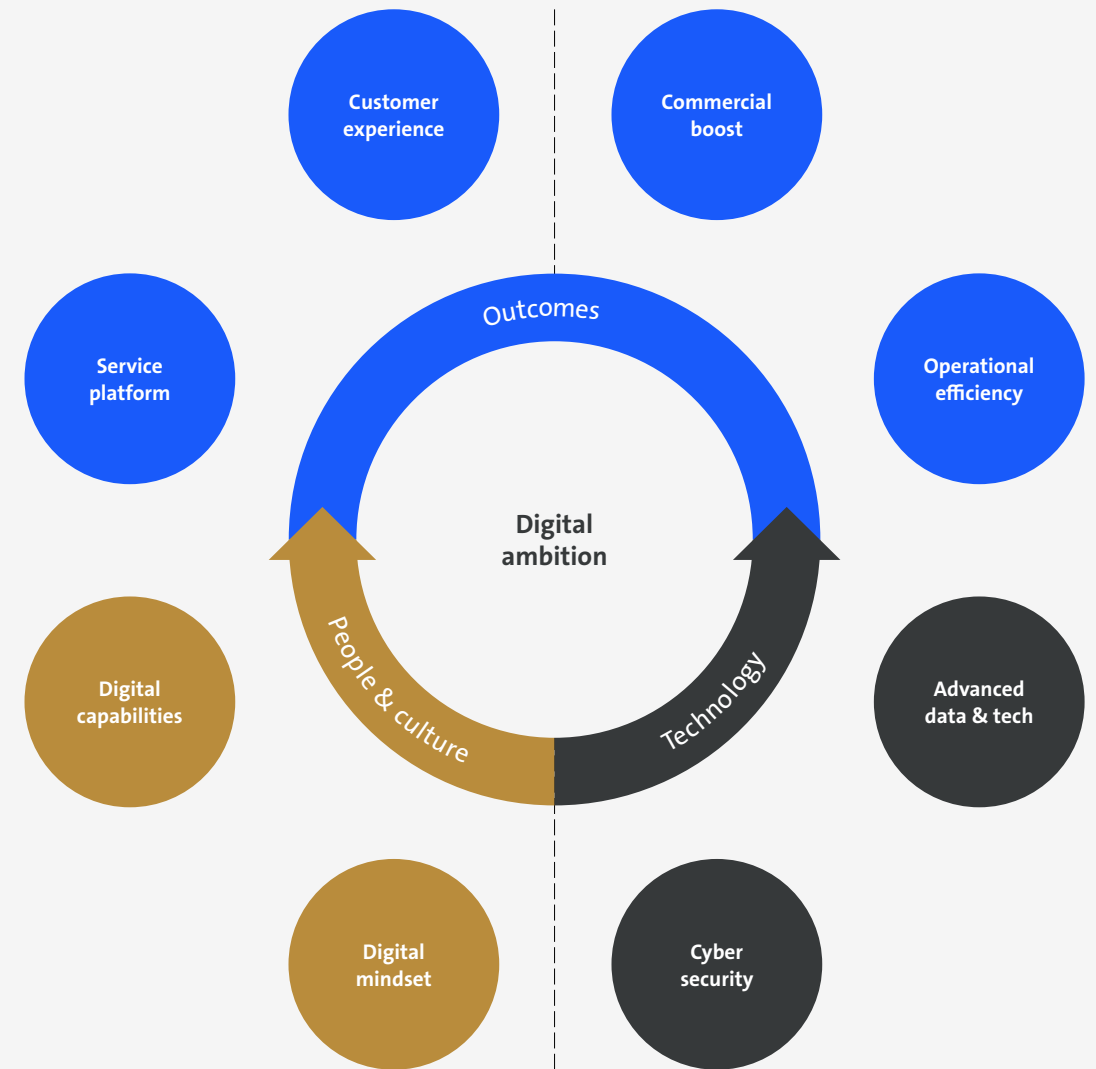 Customer
experience
Commercial
boost
Outcomes
Service
platform
Operational
efficiency
Digital
ambition
People & culture
Technology
Digital
capabilities
Advanced
data & tech
Digital
mindset
Cyber
security